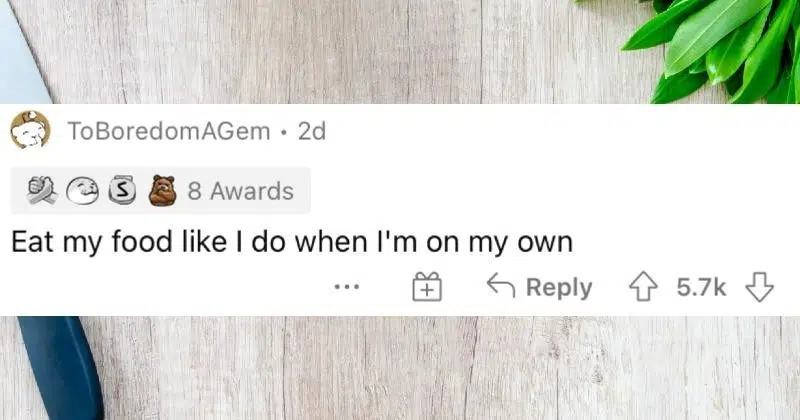 ToBoredomAGem • 2d
8 Awards
Eat my food like I do when I'm on my own
Reply 5.7k